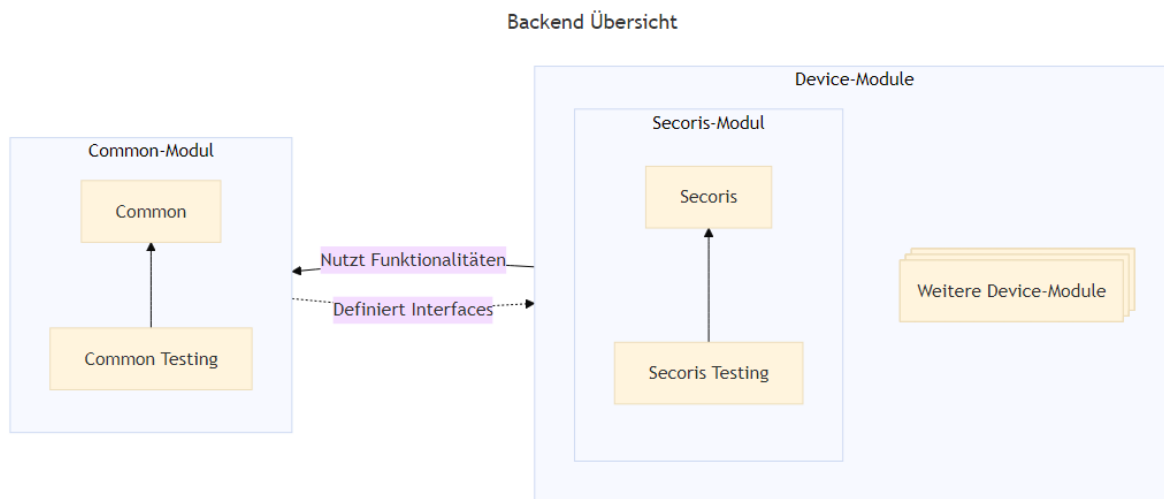 Backend Übersicht
Device-Module
Secoris-Modul
Common-Modul
Secoris
Common
Nutzt Funktionalitäten
Weitere Device-Module
Definiert Interfaces
Common Testing
Secoris Testing